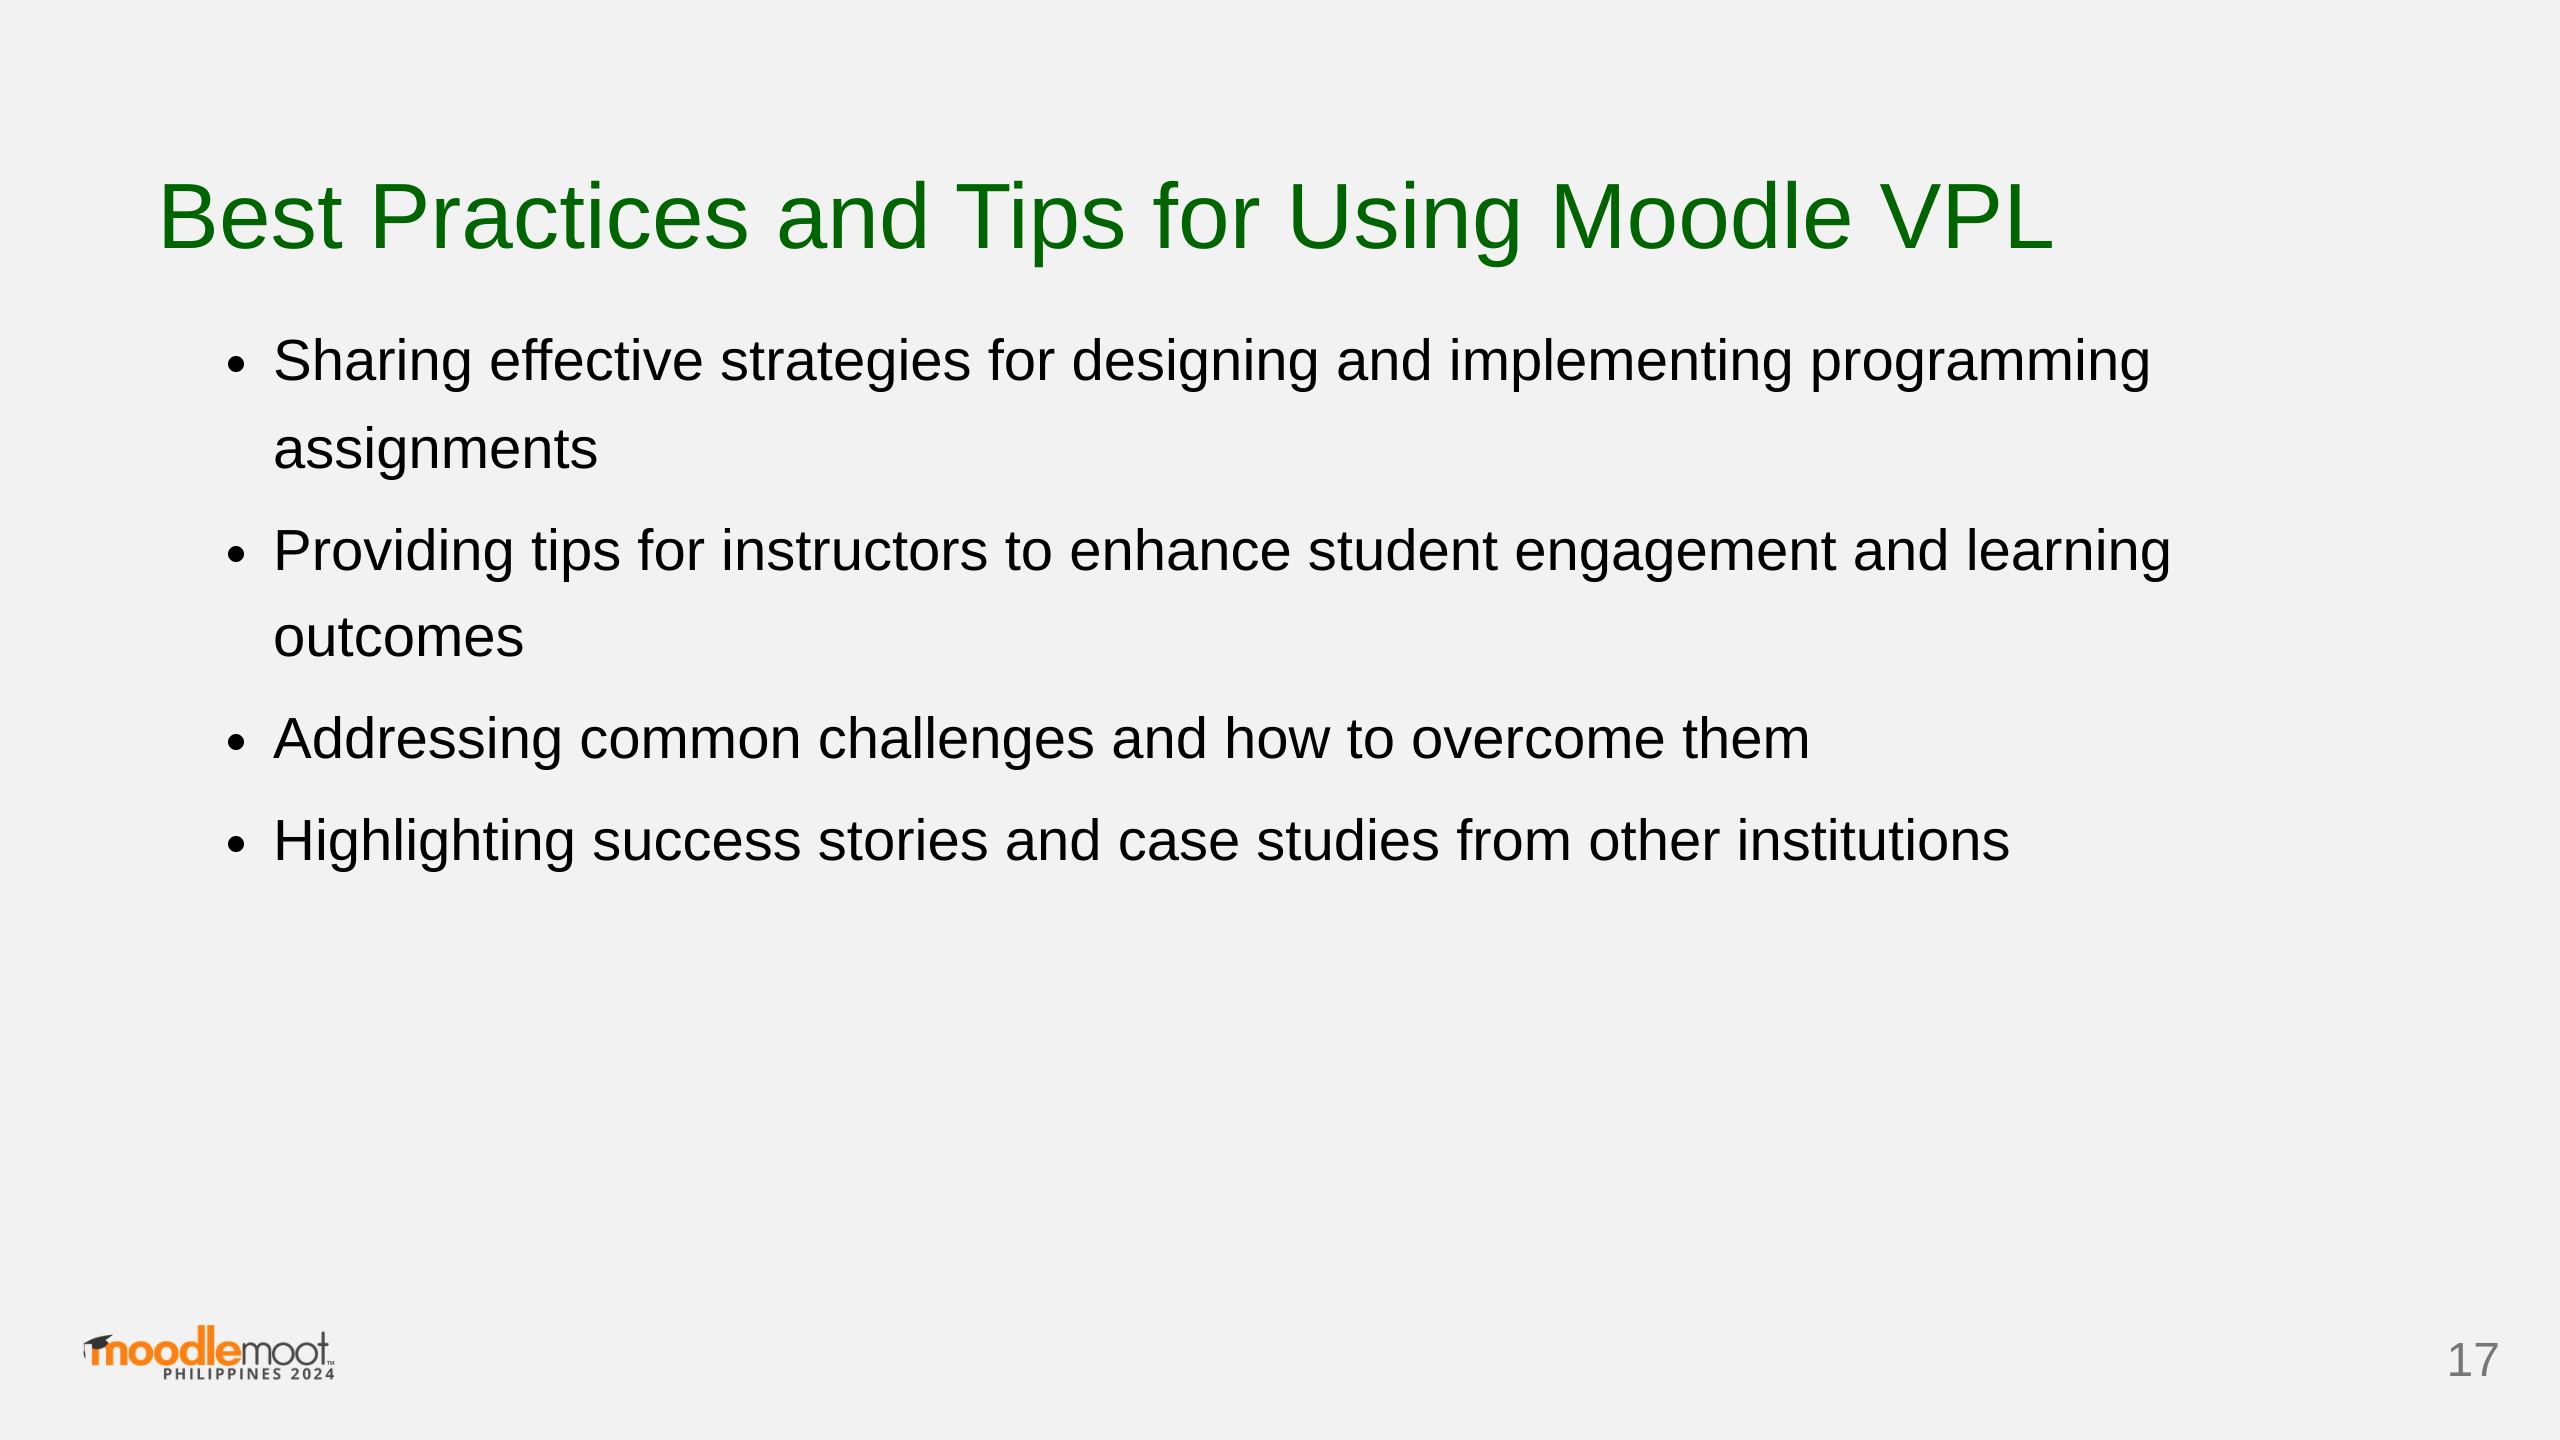 Best Practices and Tips for Using Moodle VPL
• Sharing effective strategies for designing and implementing programming
assignments
• Providing tips for instructors to enhance student engagement and learning
outcomes
• Addressing common challenges and how to overcome them
• Highlighting success stories and case studies from other institutions
moodlemoot™
PHILIPPINES 2024
17